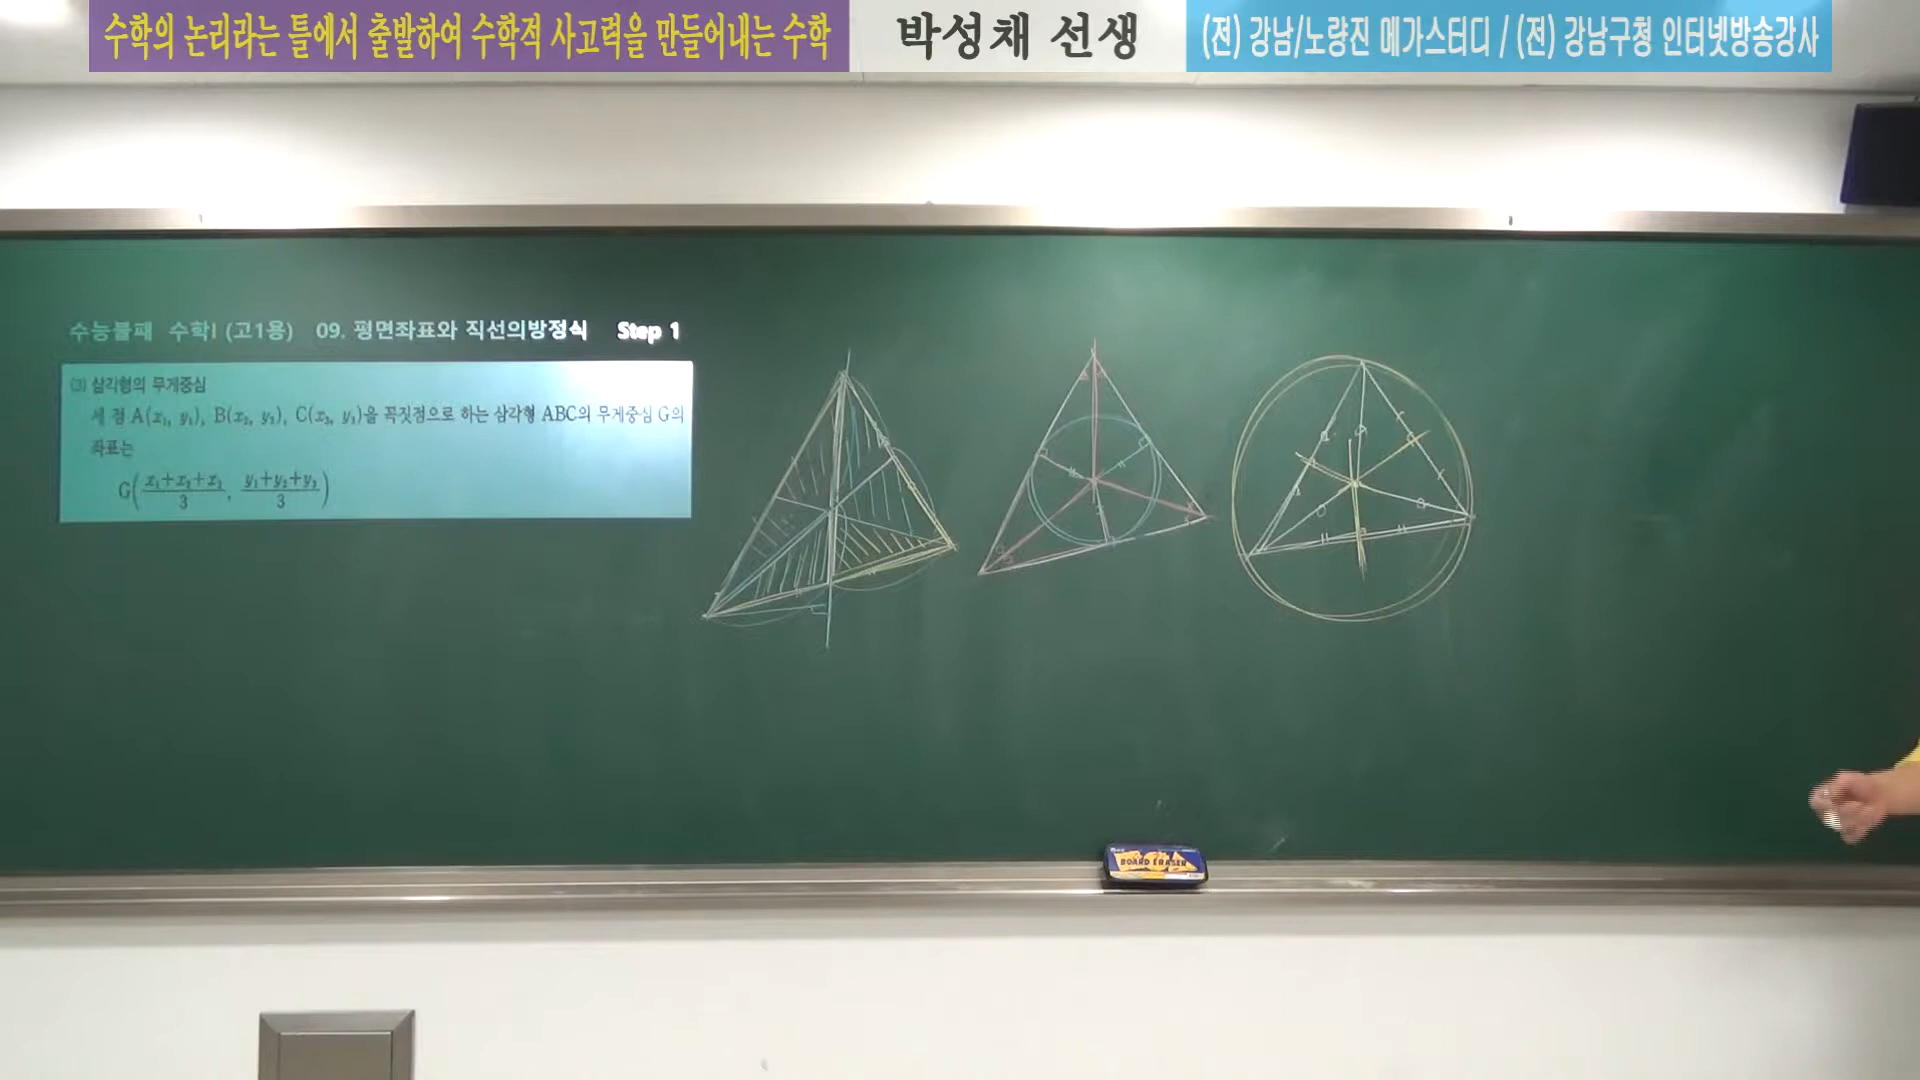 수학의 논리라는 틀에서 출발하여 수학적 사고력을 만들어내는 수학
박성채 선생
(전) 강남/노량진 메가스터디 / (전) 강남구청 인터넷방송강사
수능불패 수학I (고1용) 09. 평면좌표와 직선의방정식 Step 1
(3) 삼각형의 무게중심
세 점 A(x₁, y₁), B(x₂, y₂), C(x₃, y₃)을 꼭짓점으로 하는 삼각형 ABC의 무게중심 G의
좌표는
G(x₁+x₂+x₃/3, y₁+y₂+y₃/3)
BOARD ERASER